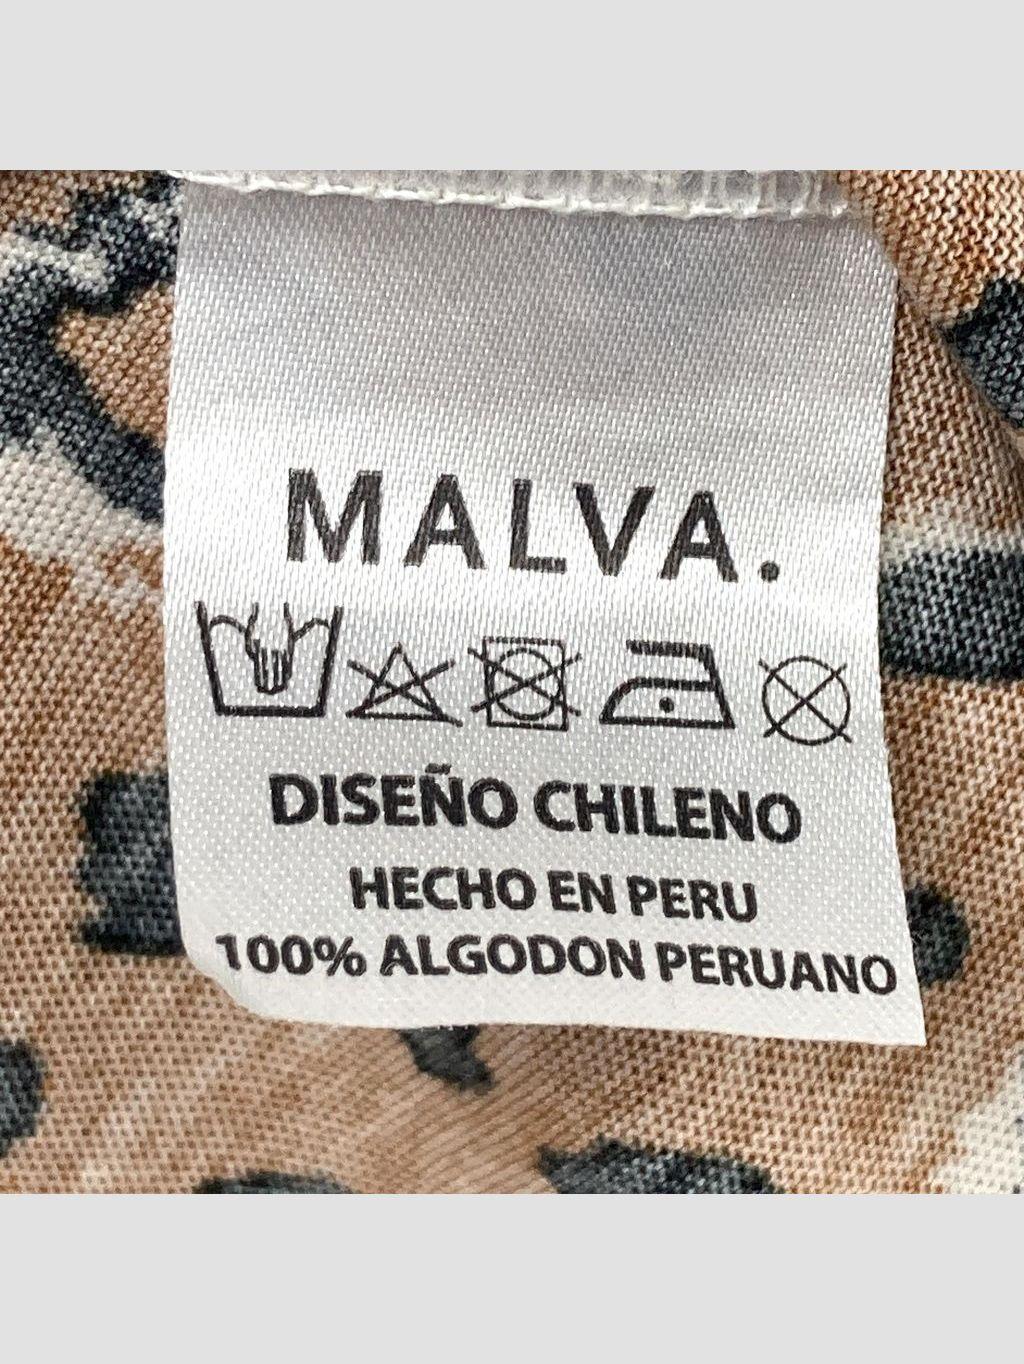 MALVA.
DISEÑO CHILENO
HECHO EN PERU
100% ALGODON PERUANO